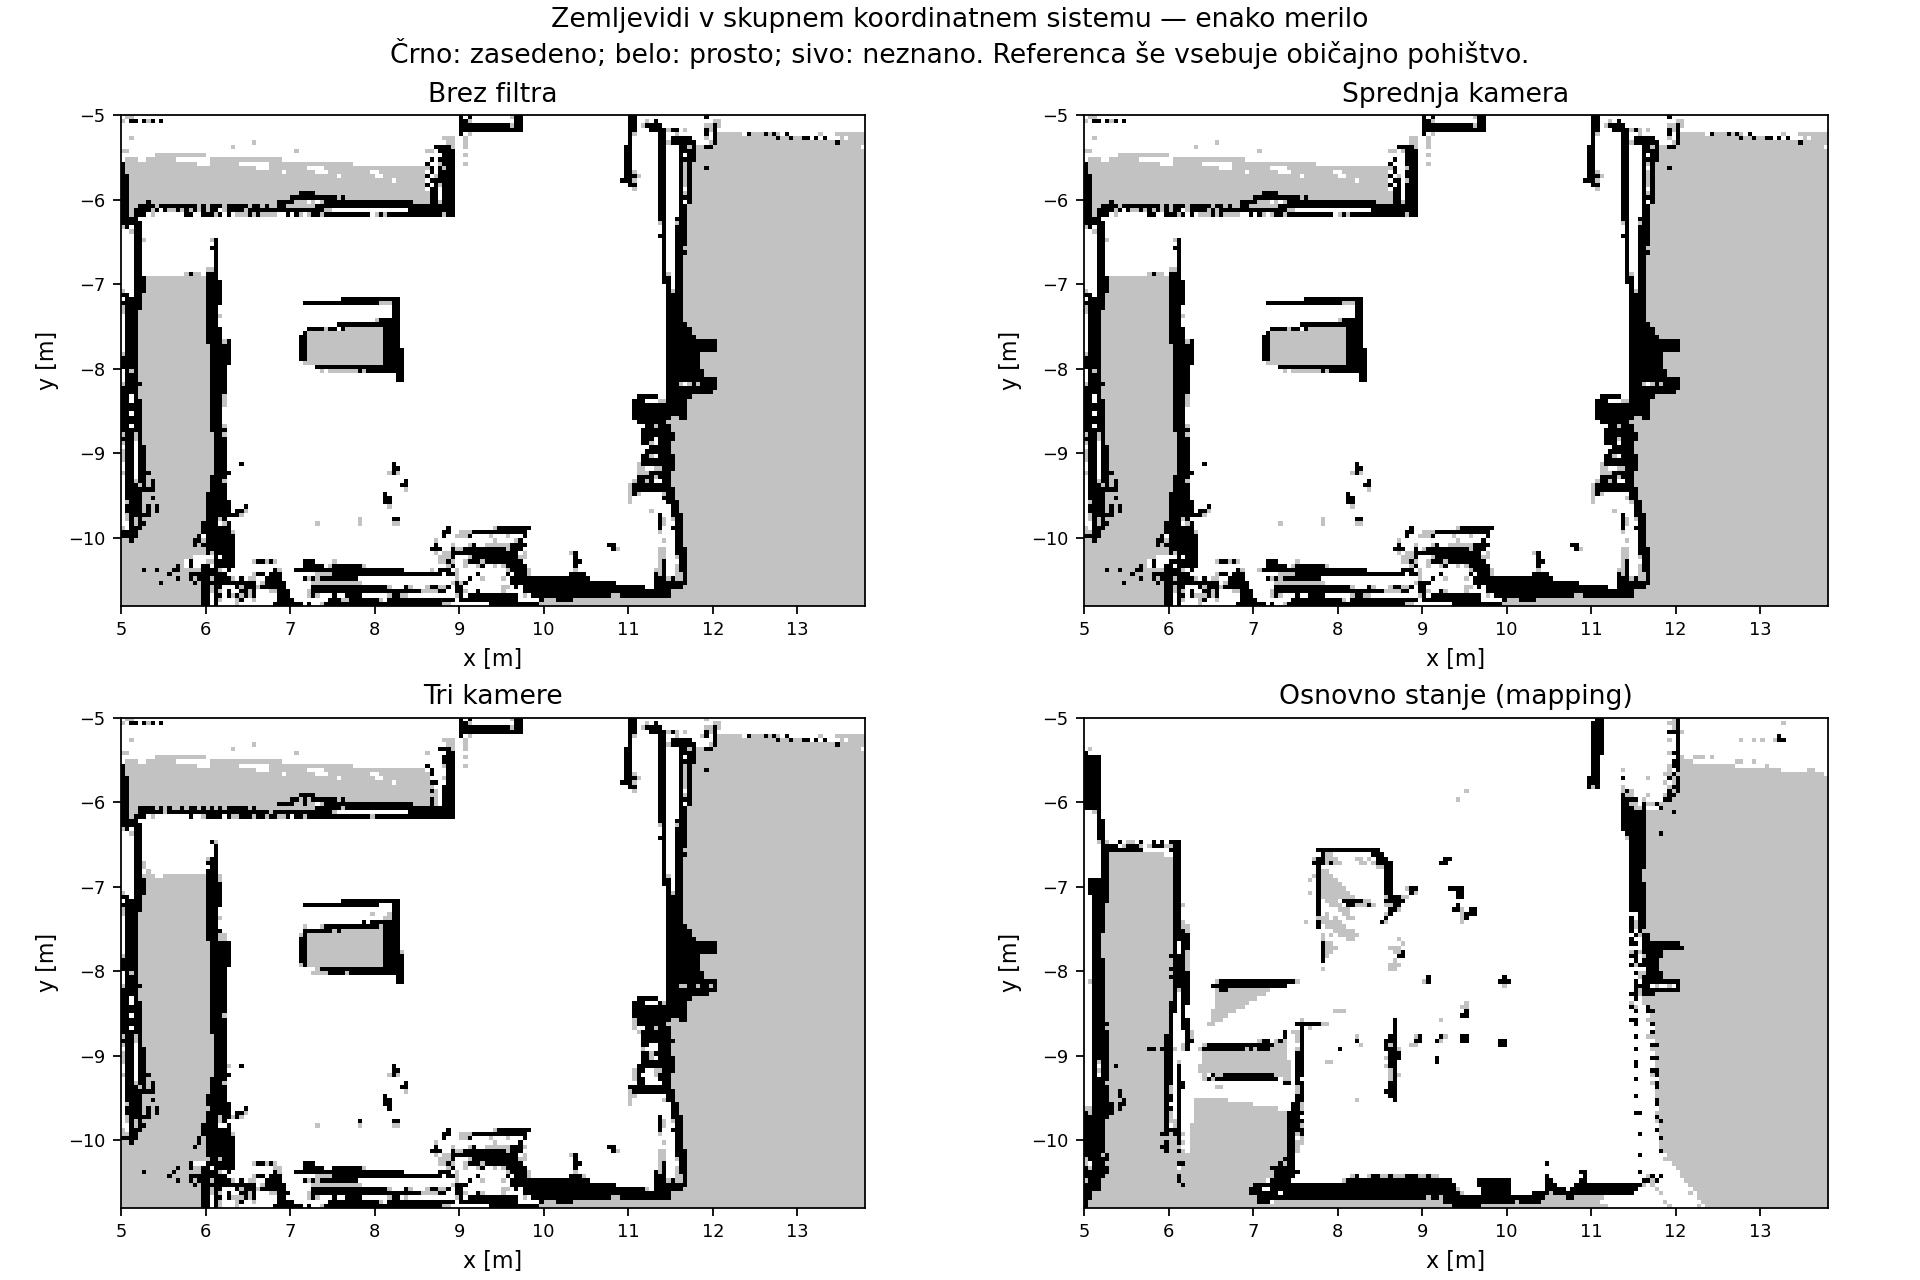 Zemljevidi v skupnem koordinatnem sistemu — enako merilo
Črno: zasedeno; belo: prosto; sivo: neznano. Referenca še vsebuje običajno pohištvo.
Brez filtra
−5
−6
−7
−8
−9
−10
y [m]
5 6 7 8 9 10 11 12 13
x [m]
Sprednja kamera
−5
−6
−7
−8
−9
−10
y [m]
5 6 7 8 9 10 11 12 13
x [m]
Tri kamere
−5
−6
−7
−8
−9
−10
y [m]
5 6 7 8 9 10 11 12 13
x [m]
Osnovno stanje (mapping)
−5
−6
−7
−8
−9
−10
y [m]
5 6 7 8 9 10 11 12 13
x [m]